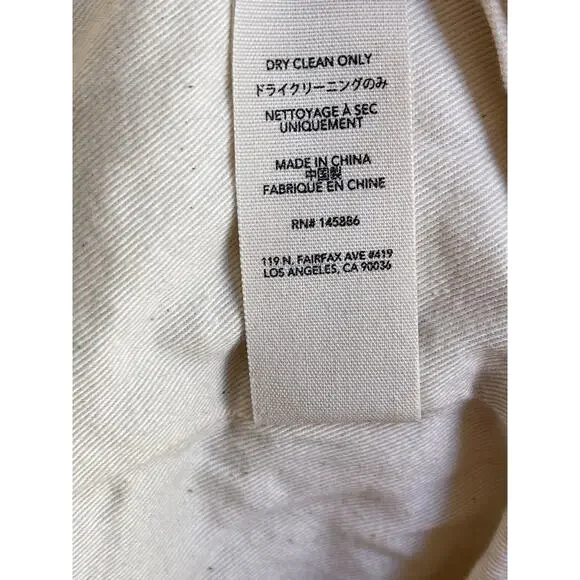 DRY CLEAN ONLY
ドライクリーニングのみ
NETTOYAGE À SEC
UNIQUEMENT
MADE IN CHINA
中国製
FABRIQUE EN CHINE
RN# 145886
119 N. FAIRFAX AVE #419
LOS ANGELES, CA 90036